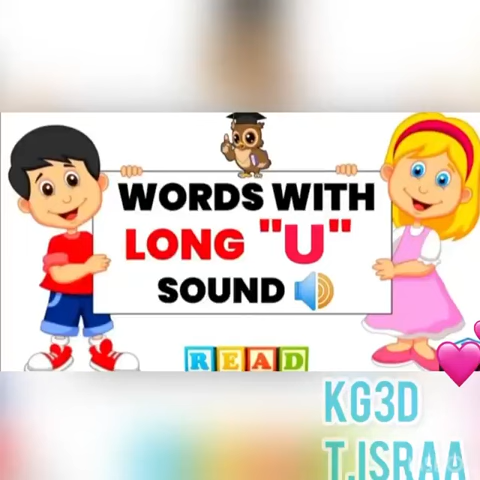 WORDS WITH
LONG "U"
SOUND
READ
KG3D
T.ISRAA